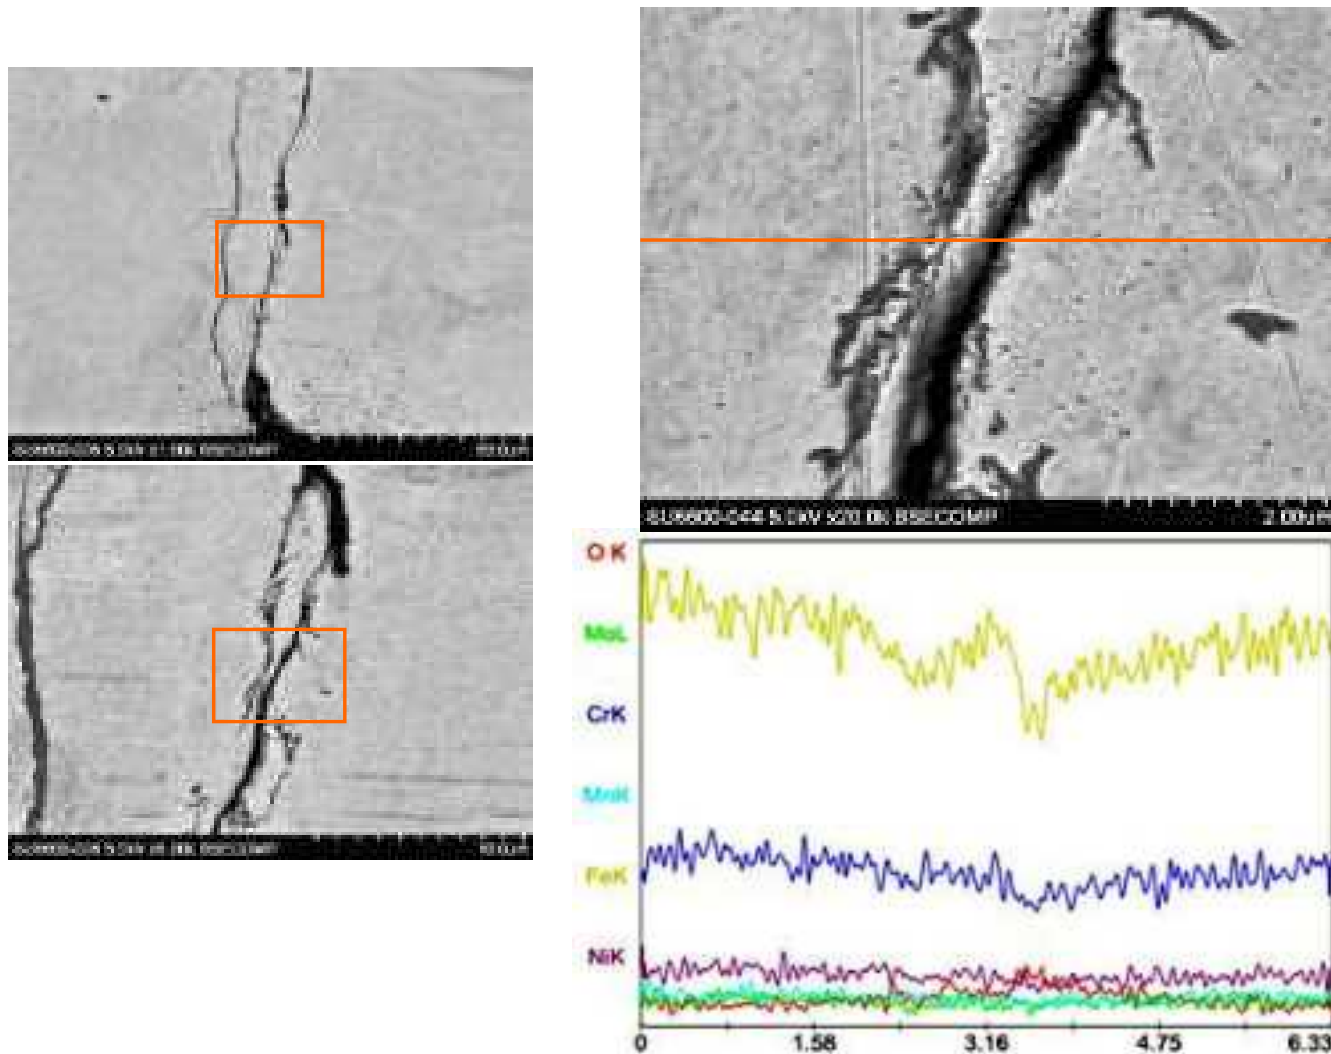 SU6600-044 5.0kV x20.0k BSECOMP 2.00um
O K
MoL
CrK
MnK
FeK
NiK
0 1.58 3.16 4.75 6.33